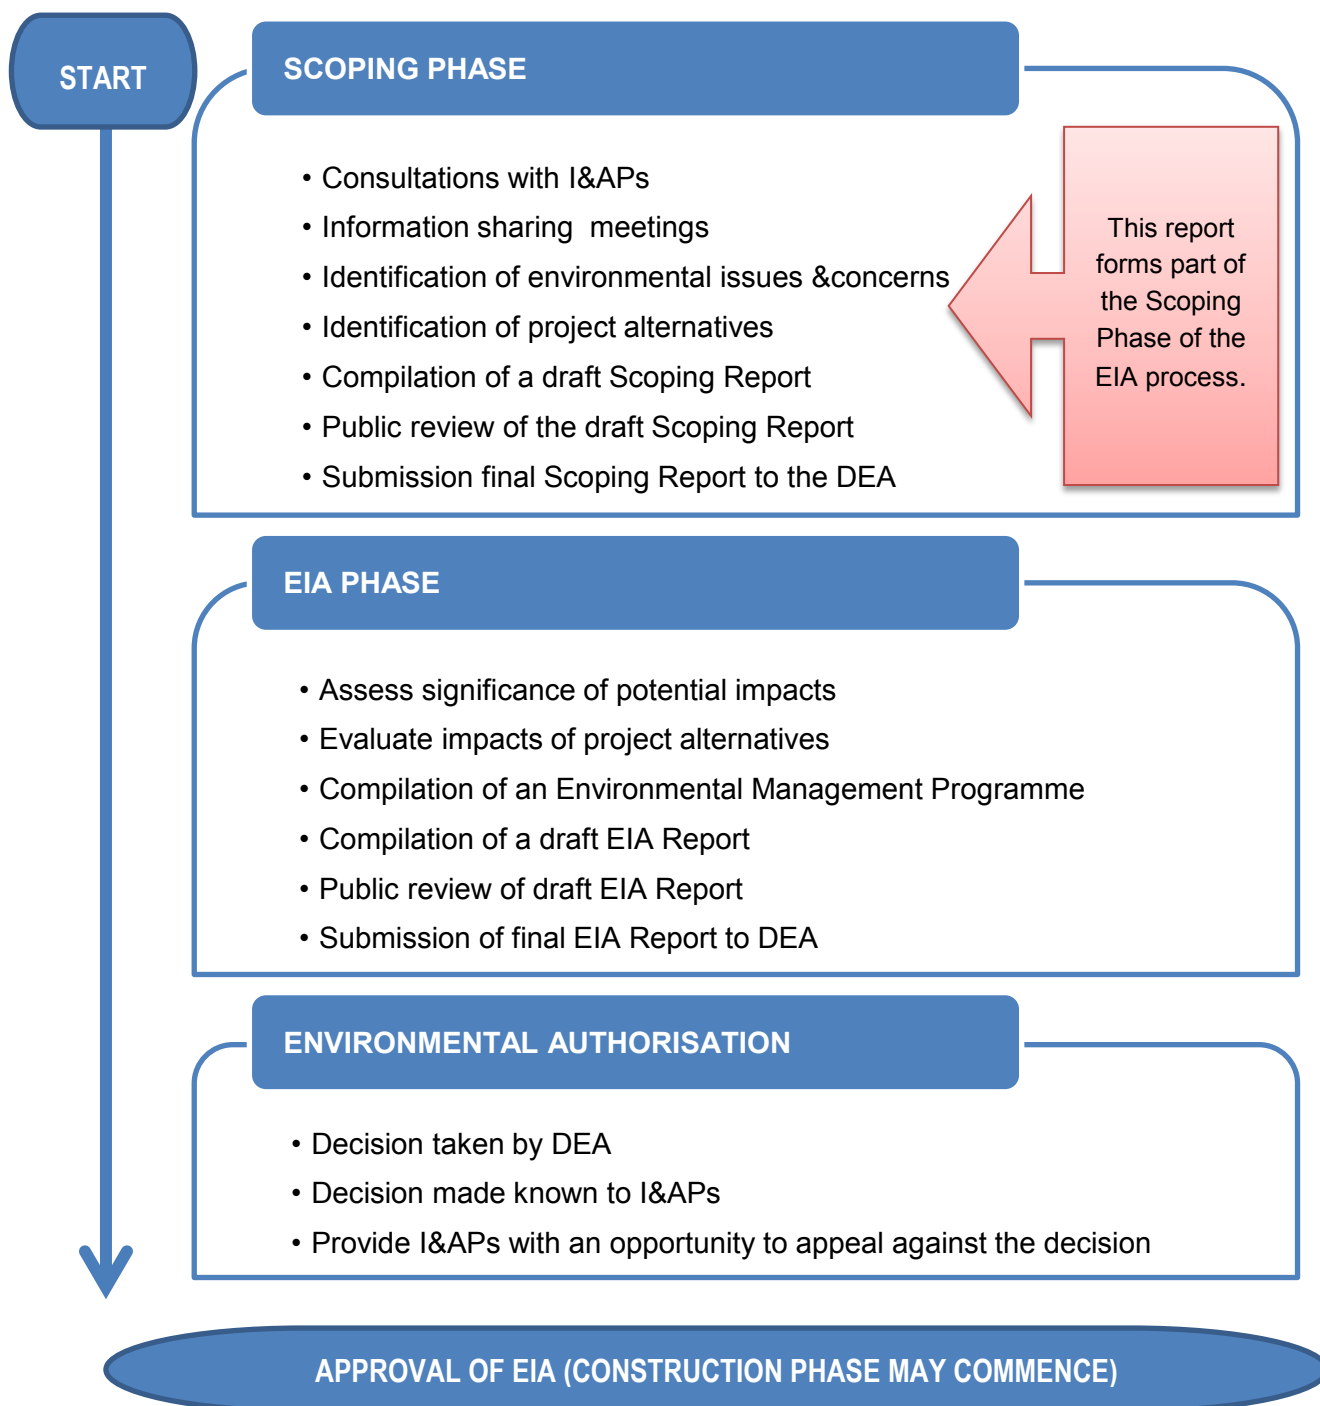 START
SCOPING PHASE
• Consultations with I&APs
• Information sharing  meetings
• Identification of environmental issues &concerns
• Identification of project alternatives
• Compilation of a draft Scoping Report
• Public review of the draft Scoping Report
• Submission final Scoping Report to the DEA
This report
forms part of
the Scoping
Phase of the
EIA process.
EIA PHASE
• Assess significance of potential impacts
• Evaluate impacts of project alternatives
• Compilation of an Environmental Management Programme
• Compilation of a draft EIA Report
• Public review of draft EIA Report
• Submission of final EIA Report to DEA
ENVIRONMENTAL AUTHORISATION
• Decision taken by DEA
• Decision made known to I&APs
• Provide I&APs with an opportunity to appeal against the decision
APPROVAL OF EIA (CONSTRUCTION PHASE MAY COMMENCE)